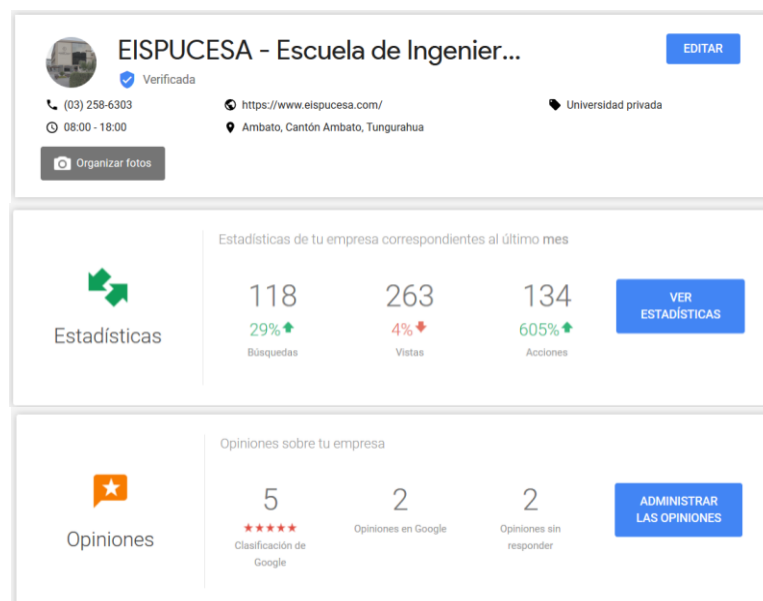 EISPUCESA - Escuela de Ingenier...
EDITAR
Verificada
(03) 258-6303
https://www.eispucesa.com/
Universidad privada
08:00 - 18:00
Ambato, Cantón Ambato, Tungurahua
Organizar fotos
Estadísticas de tu empresa correspondientes al último mes
Estadísticas
118
263
134
29%
4%
605%
Búsquedas
Vistas
Acciones
VER
ESTADÍSTICAS
Opiniones sobre tu empresa
Opiniones
5
2
2
Clasificación de
Google
Opiniones en Google
Opiniones sin
responder
ADMINISTRAR
LAS OPINIONES